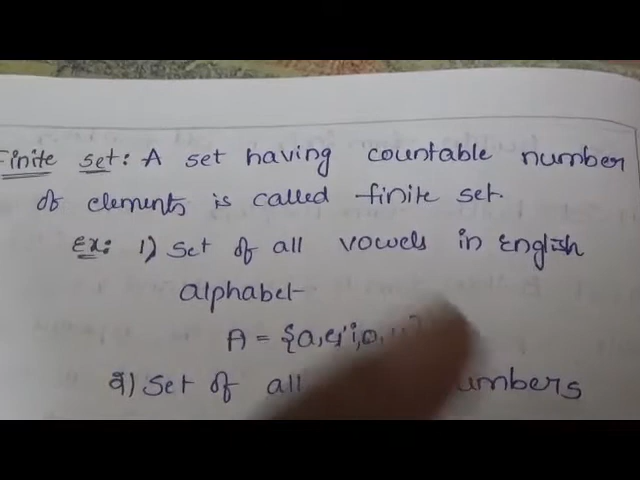 Finite set: A set having countable number
of elements is called finite set.
Ex: 1) Set of all vowels in English
alphabet
A = {a, e, i, o,
2) Set of all numbers